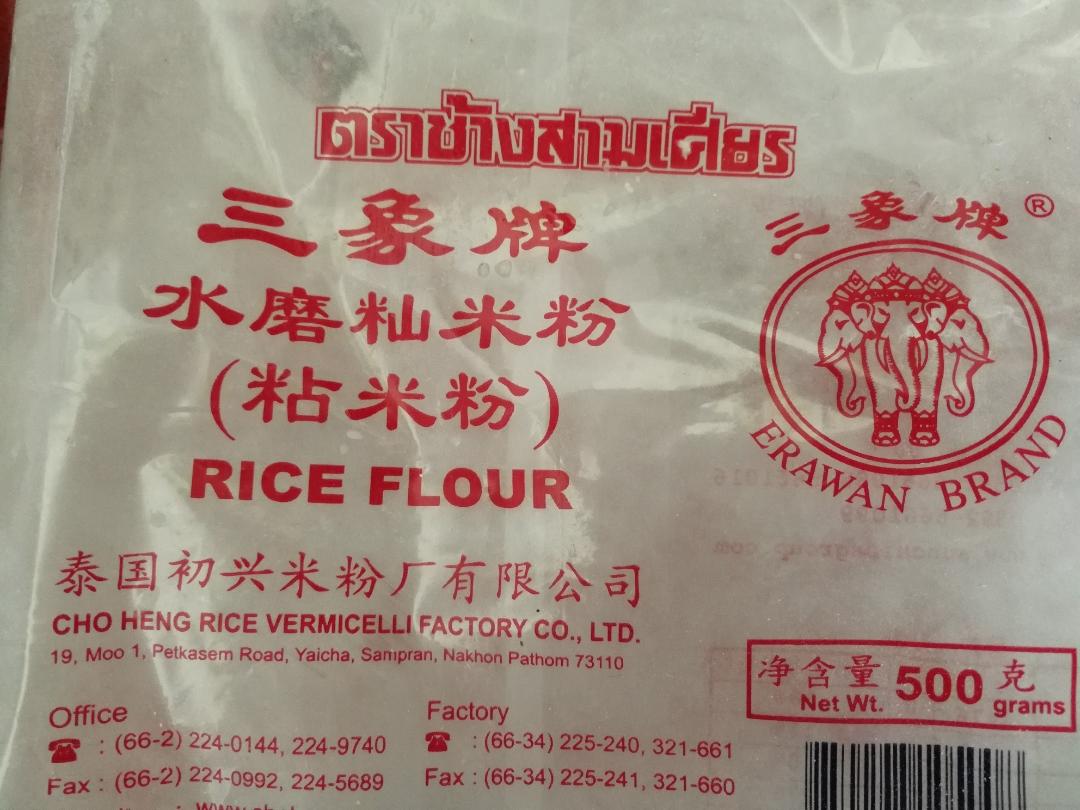 ตราช้างสามเศียร
三象牌
三象牌®
水磨籼米粉
(粘米粉)
RICE FLOUR
ERAWAN BRAND
泰国初兴米粉厂有限公司
CHO HENG RICE VERMICELLI FACTORY CO., LTD.
19, Moo 1, Petkasem Road, Yaicha, Sampran, Nakhon Pathom 73110
净含量 500 克
Net Wt. grams
Office
: (66-2) 224-0144, 224-9740
Fax : (66-2) 224-0992, 224-5689
Factory
: (66-34) 225-240, 321-661
Fax : (66-34) 225-241, 321-660